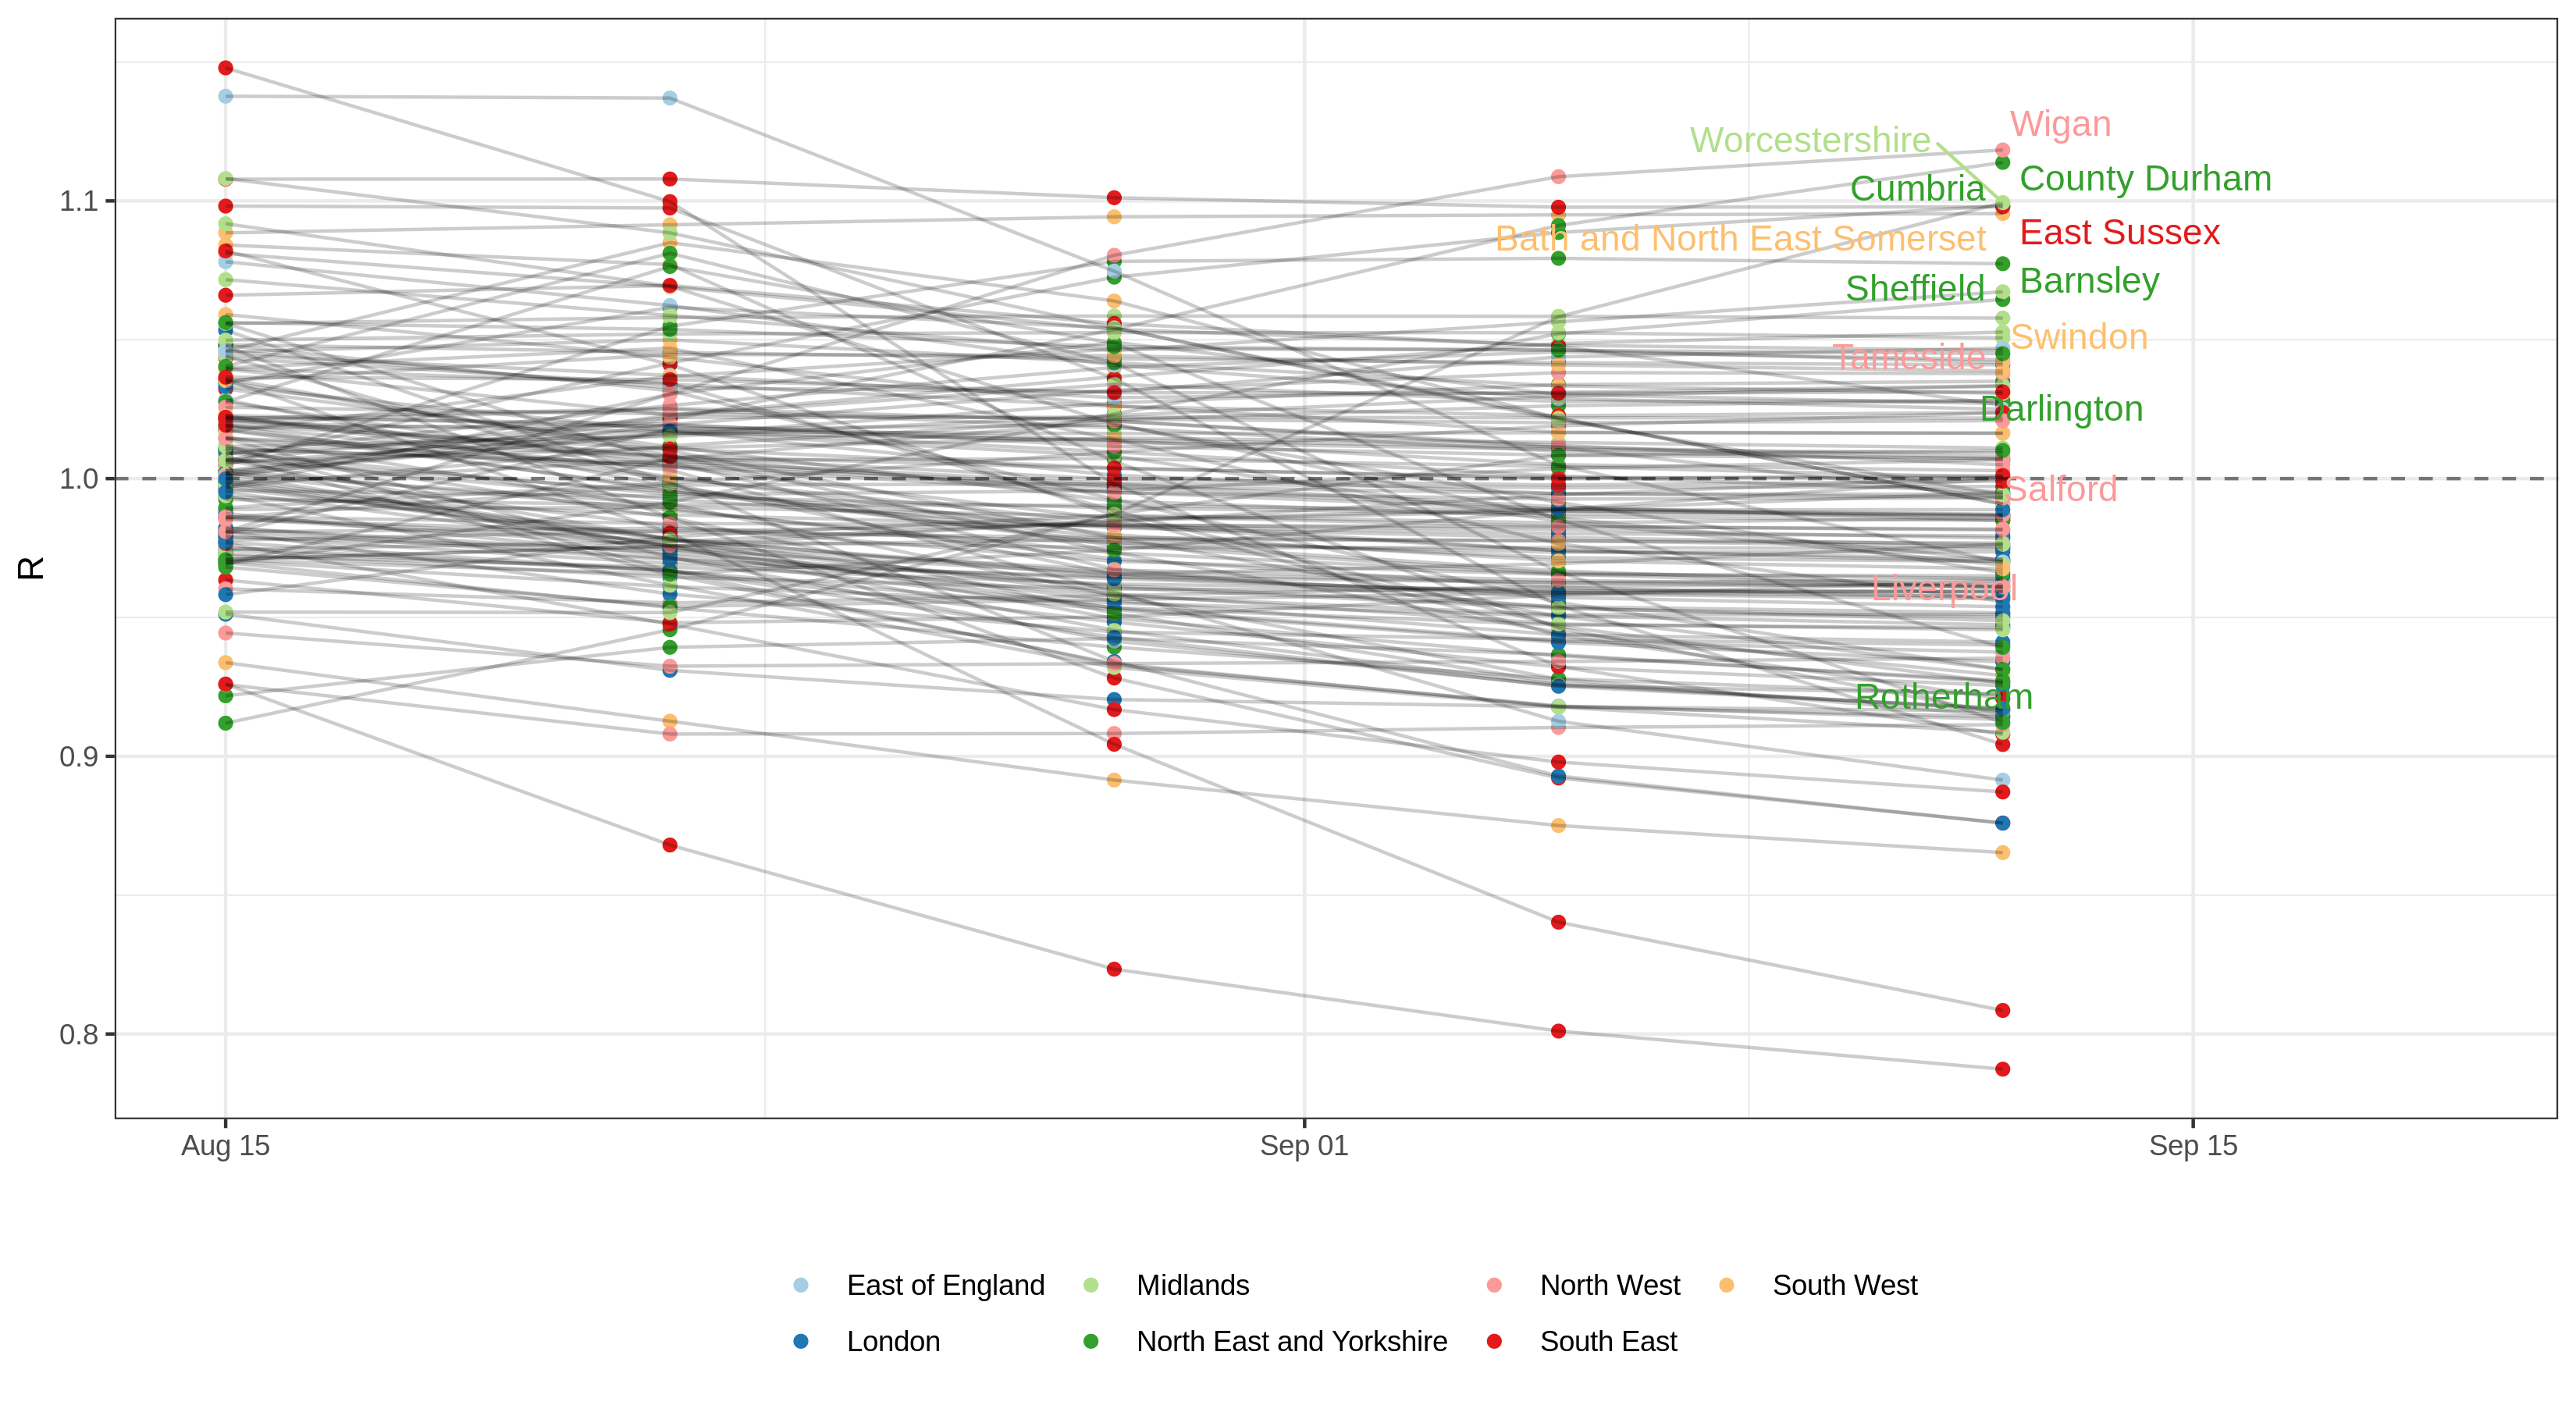 Wigan
Worcestershire
County Durham
Cumbria
1.1
East Sussex
Bath and North East Somerset
Barnsley
Sheffield
Swindon
Tameside
Darlington
1.0
Salford
R
Liverpool
Rotherham
0.9
0.8
Aug 15 Sep 01 Sep 15
East of England Midlands North West South West
London North East and Yorkshire South East